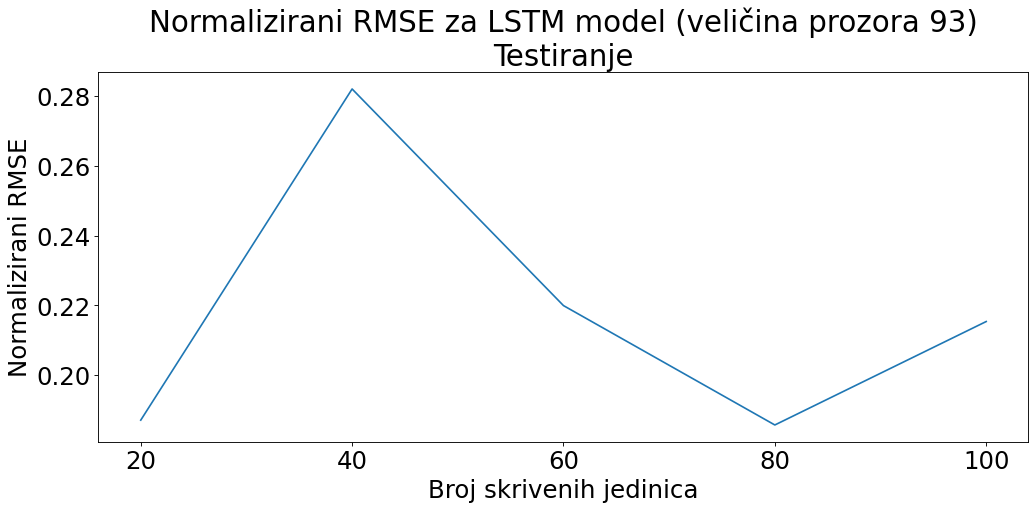 Normalizirani RMSE za LSTM model (veličina prozora 93)
Testiranje
Normalizirani RMSE
0.28
0.26
0.24
0.22
0.20
20 40 60 80 100
Broj skrivenih jedinica